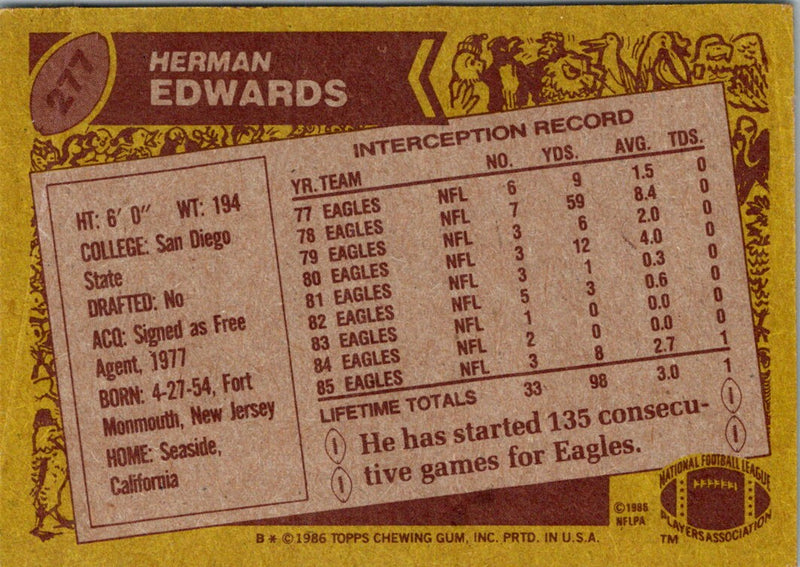 277
HERMAN
EDWARDS
HT: 6' 0" WT: 194
COLLEGE: San Diego
State
DRAFTED: No
ACQ: Signed as Free
Agent, 1977
BORN: 4-27-54, Fort
Monmouth, New Jersey
HOME: Seaside,
California
INTERCEPTION RECORD
YR. TEAM NO. YDS. AVG. TDS.
77 EAGLES NFL 6 9 1.5 0
78 EAGLES NFL 7 59 8.4 0
79 EAGLES NFL 3 6 2.0 0
80 EAGLES NFL 3 12 4.0 0
81 EAGLES NFL 3 1 0.3 0
82 EAGLES NFL 5 3 0.6 0
83 EAGLES NFL 1 0 0.0 0
84 EAGLES NFL 2 0 0.0 0
85 EAGLES NFL 3 8 2.7 1
LIFETIME TOTALS 33 98 3.0 1
He has started 135 consecu-
tive games for Eagles.
©1986
NFLPA
NATIONAL FOOTBALL LEAGUE
PLAYERS ASSOCIATION
TM
B * © 1986 TOPPS CHEWING GUM, INC. PRTD. IN U.S.A.